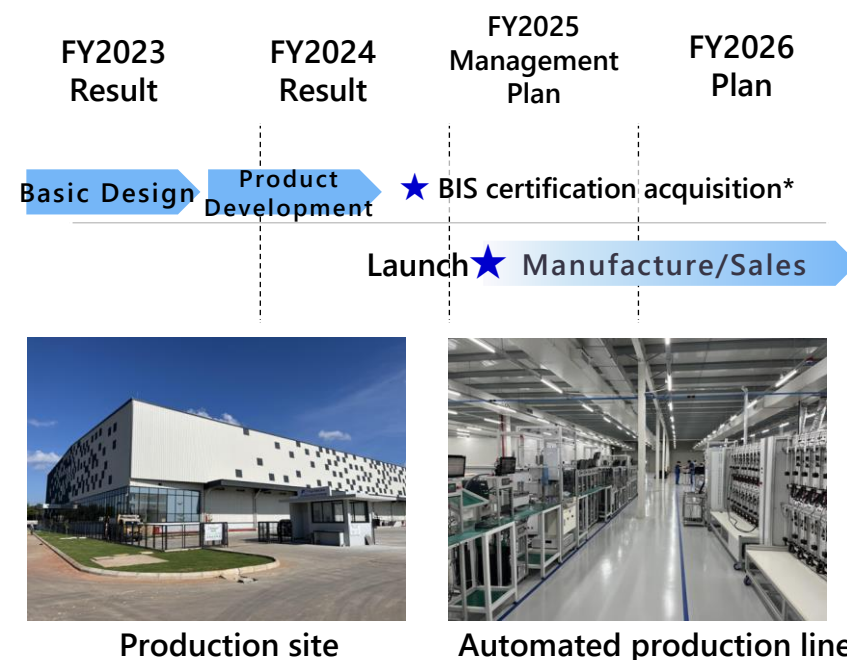 FY2023
Result
FY2024
Result
FY2025
Management
Plan
FY2026
Plan
Basic Design
Product
Development
★ BIS certification acquisition*
Launch★ Manufacture/Sales
Production site
Automated production line